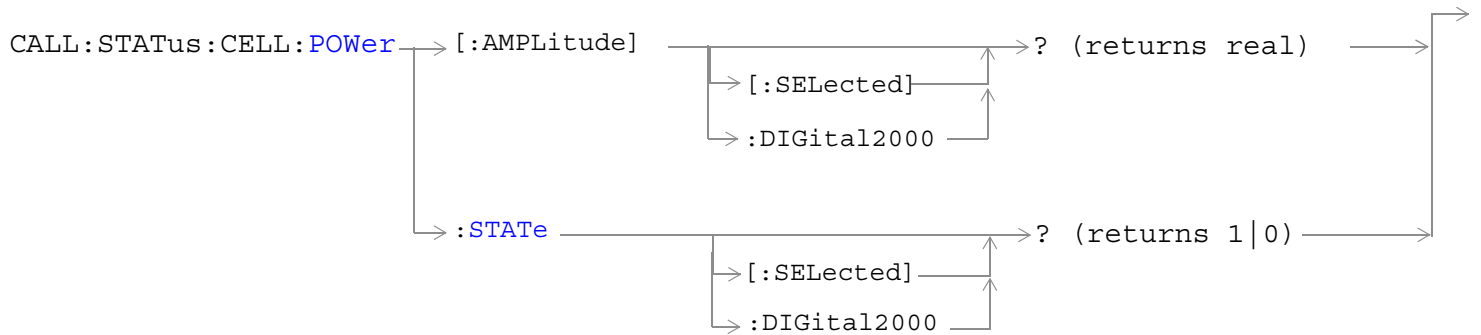 CALL:STATus:CELL:POWer [:AMPLitude] ? (returns real)
[:SELected]
:DIGital2000
:STATe ? (returns 1|0)
[:SELected]
:DIGital2000